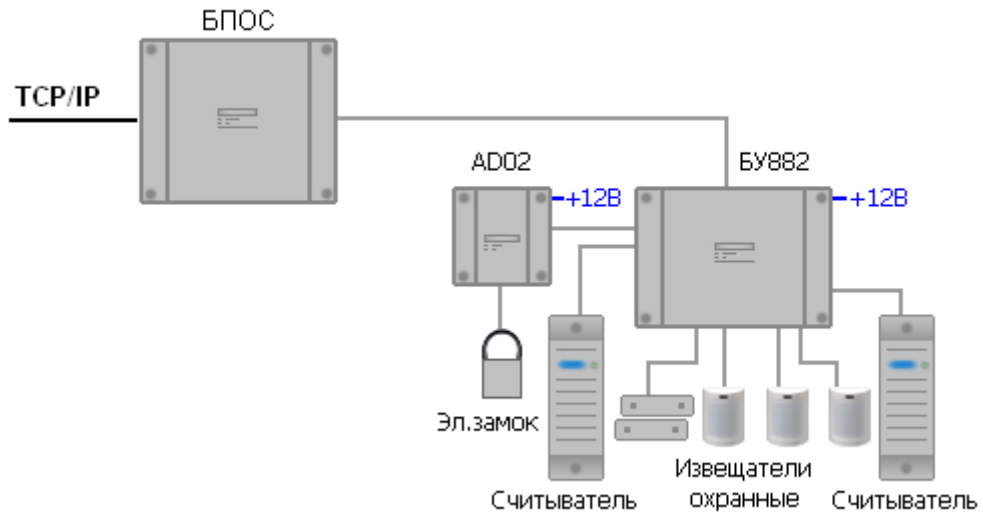 БПОС
TCP/IP
AD02
БУ882
+12В
+12В
Эл.замок
Извещатели
охранные
Считыватель
Считыватель